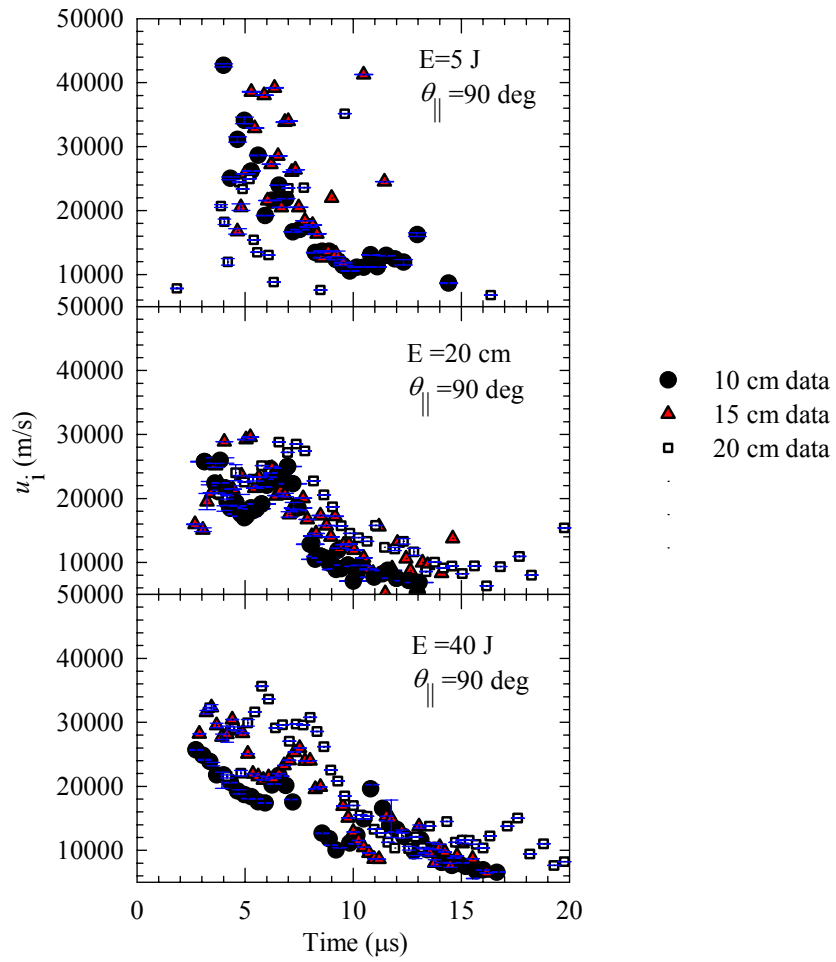 50000
40000
30000
20000
10000
E=5 J
θ|| =90 deg
50000
40000
30000
20000
10000
E =20 cm
θ|| =90 deg
50000
40000
30000
20000
10000
E =40 J
θ|| =90 deg
0 5 10 15 20
Time (μs)
ui (m/s)
10 cm data
15 cm data
20 cm data